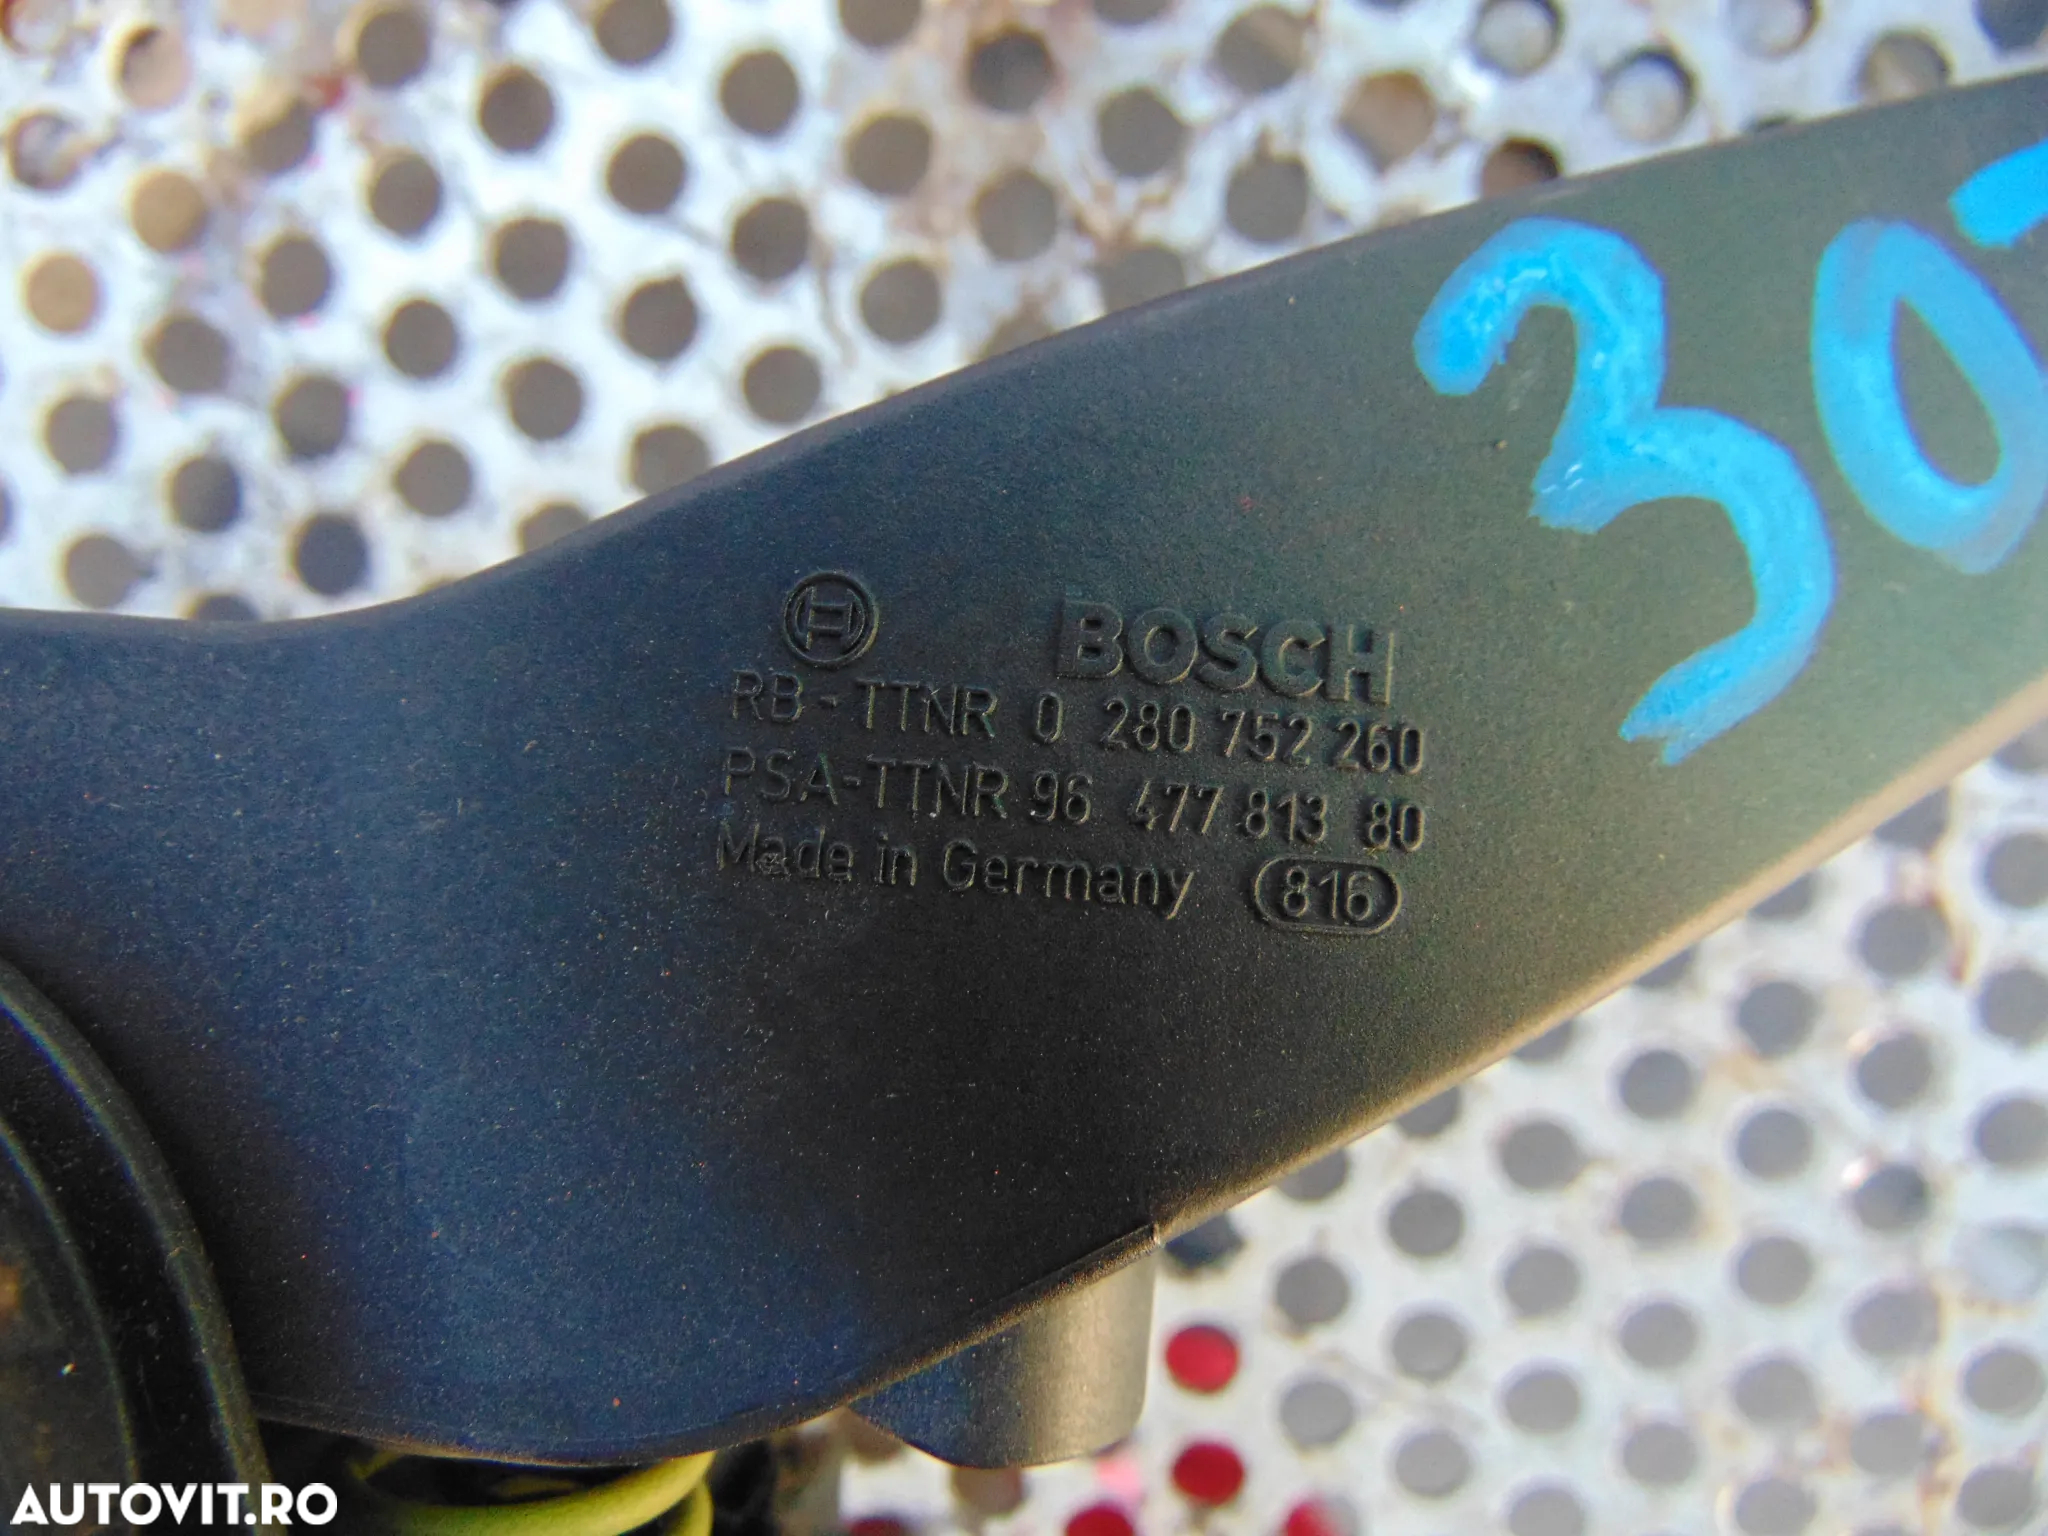 307
BOSCH
RB-TTNR 0 280 752 260
PSA-TTNR 96 477 813 80
Made in Germany 816
AUTOVIT.RO